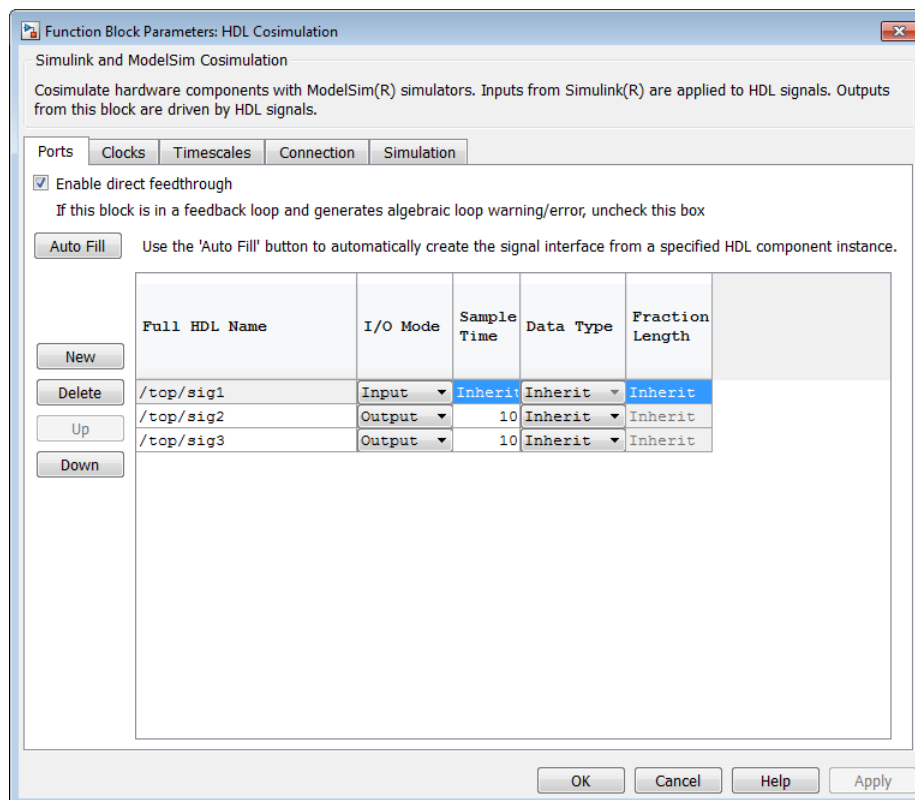 Function Block Parameters: HDL Cosimulation
Simulink and ModelSim Cosimulation
Cosimulate hardware components with ModelSim(R) simulators. Inputs from Simulink(R) are applied to HDL signals. Outputs
from this block are driven by HDL signals.
Ports Clocks Timescales Connection Simulation
Enable direct feedthrough
If this block is in a feedback loop and generates algebraic loop warning/error, uncheck this box
Auto Fill Use the 'Auto Fill' button to automatically create the signal interface from a specified HDL component instance.
Full HDL Name I/O Mode Sample Time Data Type Fraction Length
New
Delete /top/sig1 Input Inherit Inherit Inherit
/top/sig2 Output 10 Inherit Inherit
Up
/top/sig3 Output 10 Inherit Inherit
Down
OK Cancel Help Apply